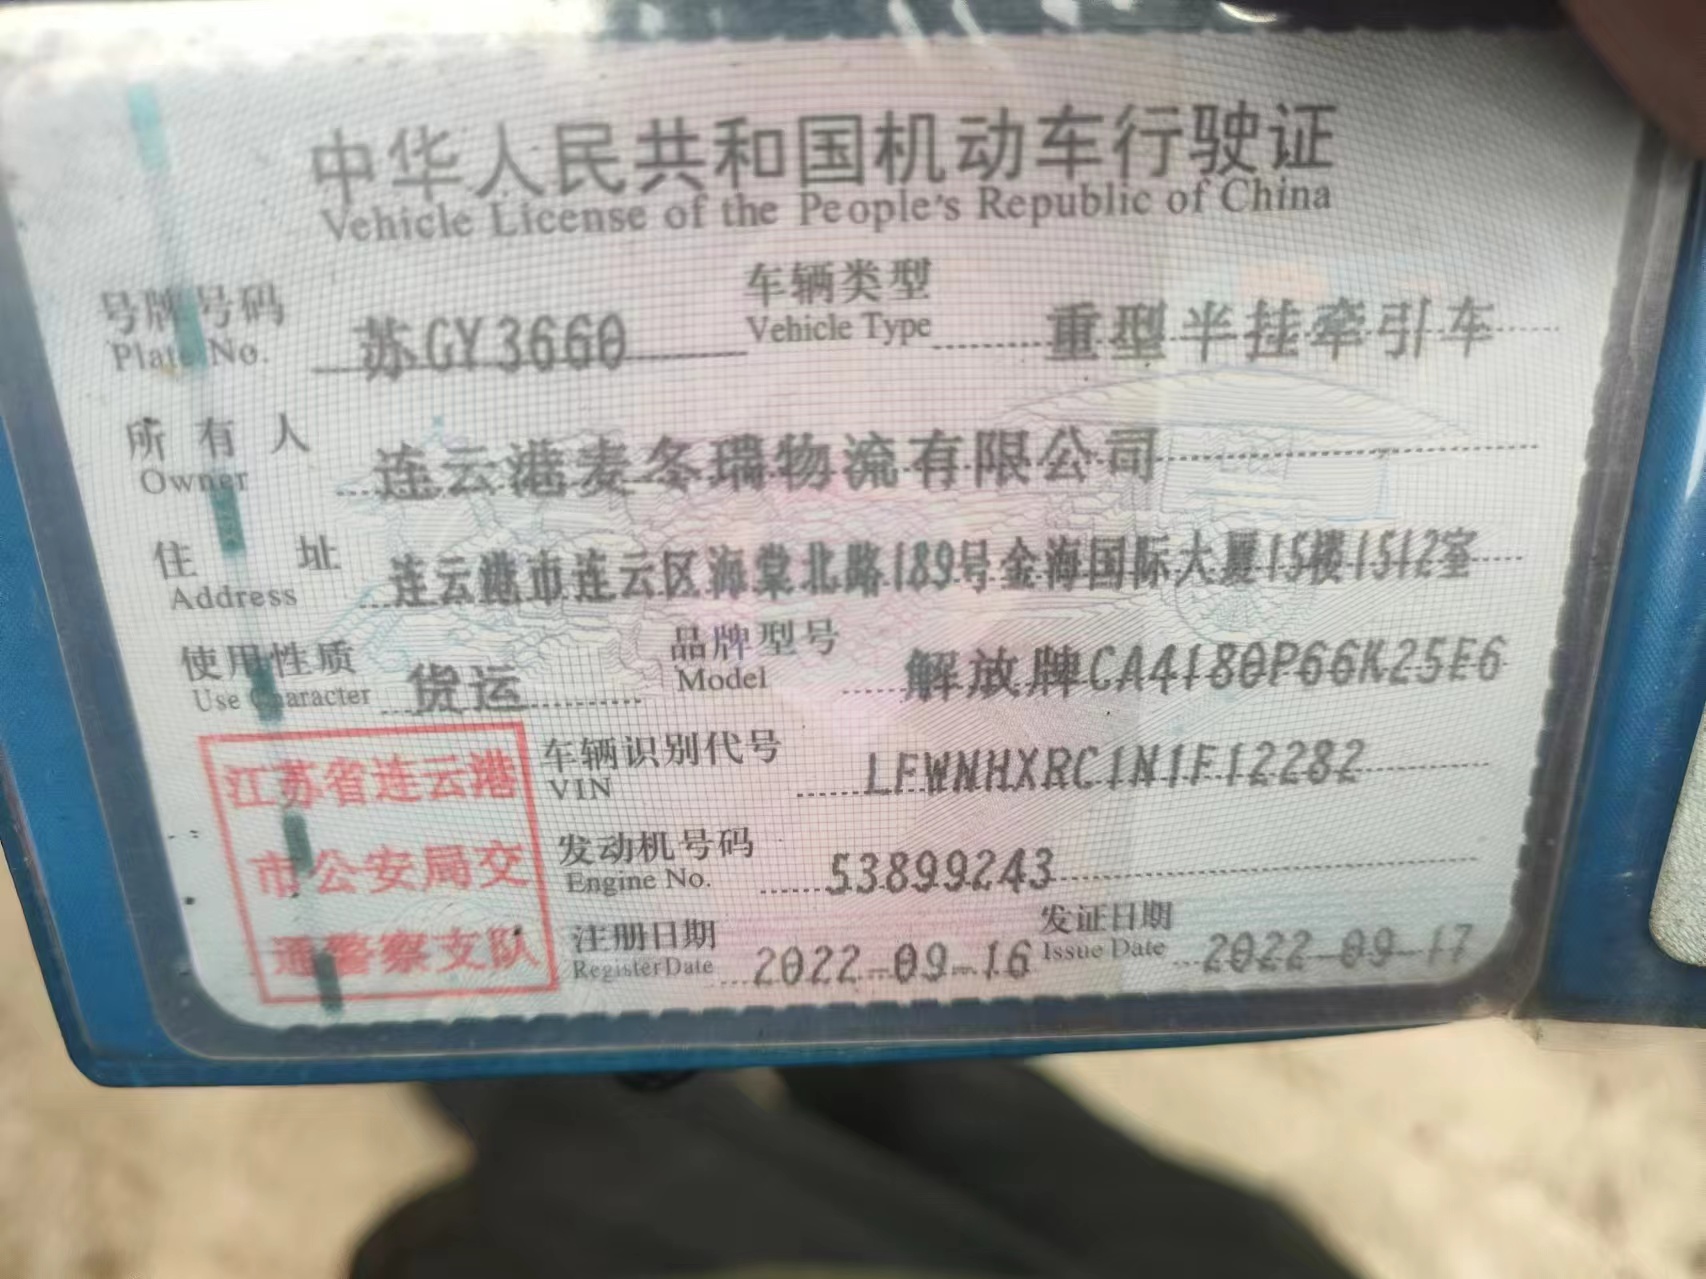 中华人民共和国机动车行驶证
Vehicle License of the People's Republic of China
号牌号码 苏GY3660 车辆类型 重型半挂牵引车
Plate No. Vehicle Type
所有人 连云港麦冬瑞物流有限公司
Owner
住址 连云港市连云区海棠北路189号金海国际大厦15楼1512室
Address
使用性质 货运 品牌型号 解放牌CA4180P66K25E6
Use Character Model
江苏省连云港
市公安局交
通警察支队
车辆识别代号 LFWNHXRC1N1F12282
VIN
发动机号码 53899243
Engine No.
注册日期 2022-09-16 发证日期 2022-09-17
Register Date Issue Date